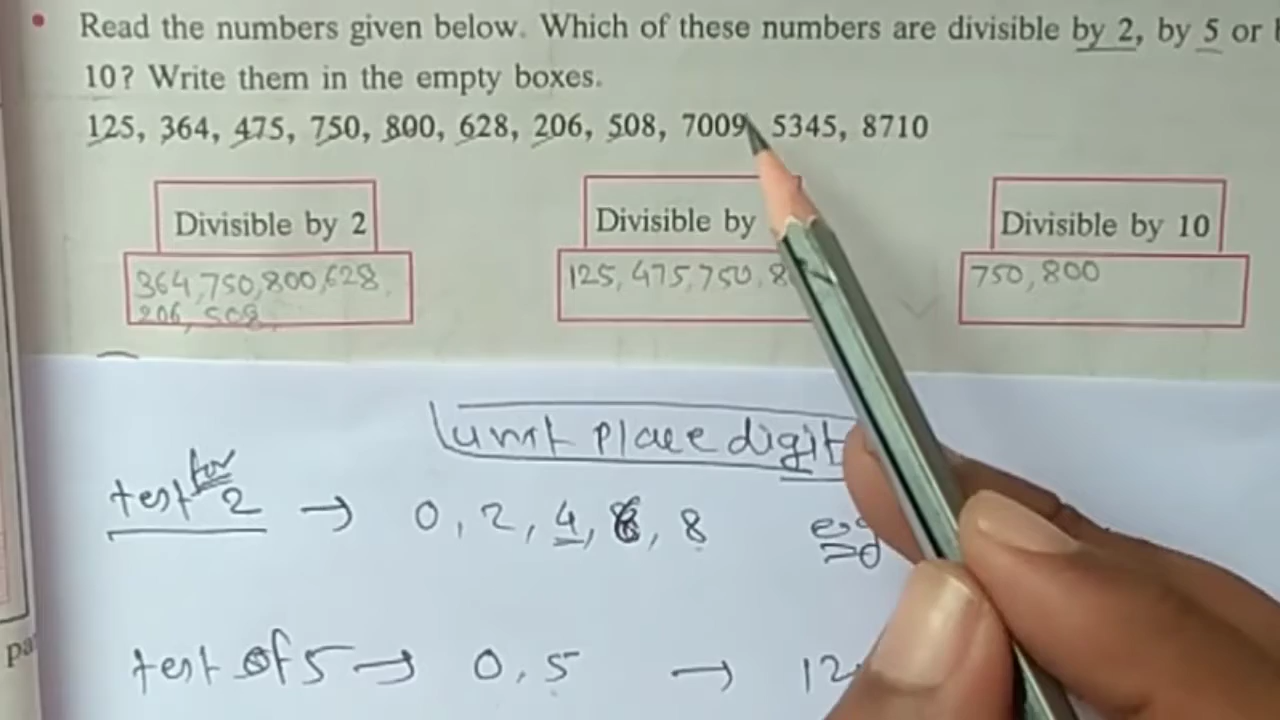 Read the numbers given below. Which of these numbers are divisible by 2, by 5 or
10? Write them in the empty boxes.
125, 364, 475, 750, 800, 628, 206, 508, 7009, 5345, 8710
Divisible by 2
Divisible by
Divisible by 10
364,750,800,628,
206, 508,
125, 475, 750, 8
750, 800
unit place digit
test for 2 → 0, 2, 4, 6, 8 eg
test of 5 → 0, 5 → 12